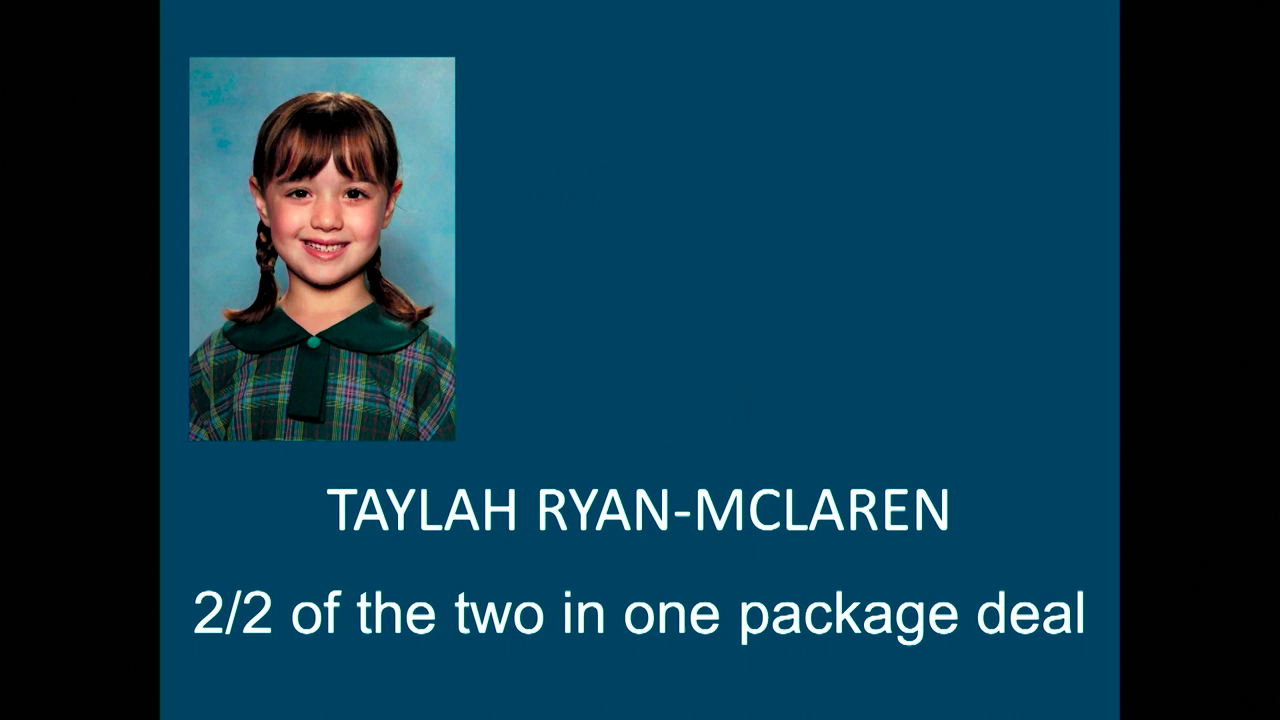 TAYLAH RYAN-MCLAREN
2/2 of the two in one package deal